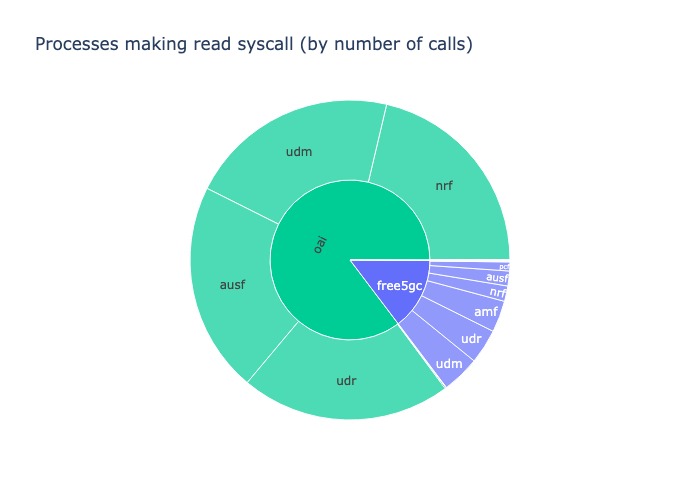 Processes making read syscall (by number of calls)
udm
nrf
oai
ausf
free5gc
pcf
ausf
nrf
amf
udr
udm
udr